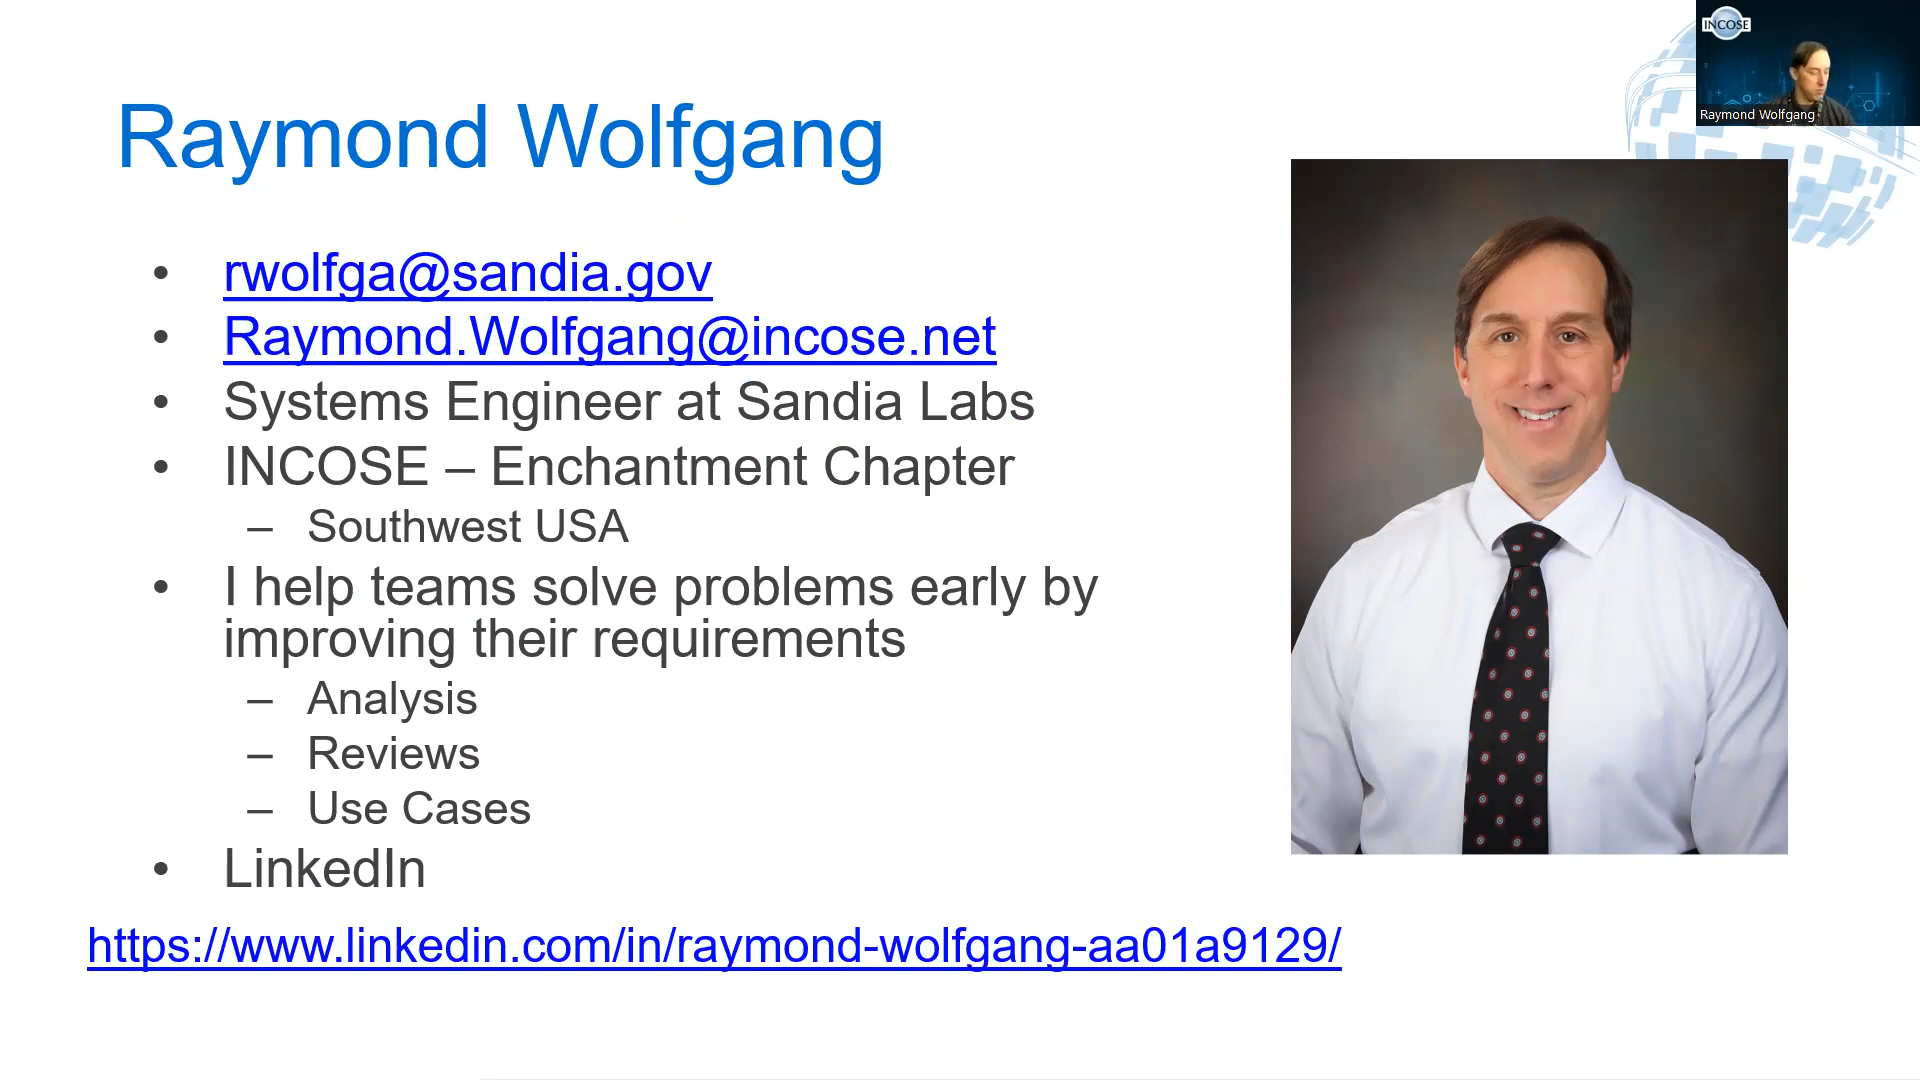 INCOSE
Raymond Wolfgang
Raymond Wolfgang
• rwolfga@sandia.gov
• Raymond.Wolfgang@incose.net
• Systems Engineer at Sandia Labs
• INCOSE – Enchantment Chapter
– Southwest USA
• I help teams solve problems early by
improving their requirements
– Analysis
– Reviews
– Use Cases
• LinkedIn
https://www.linkedin.com/in/raymond-wolfgang-aa01a9129/